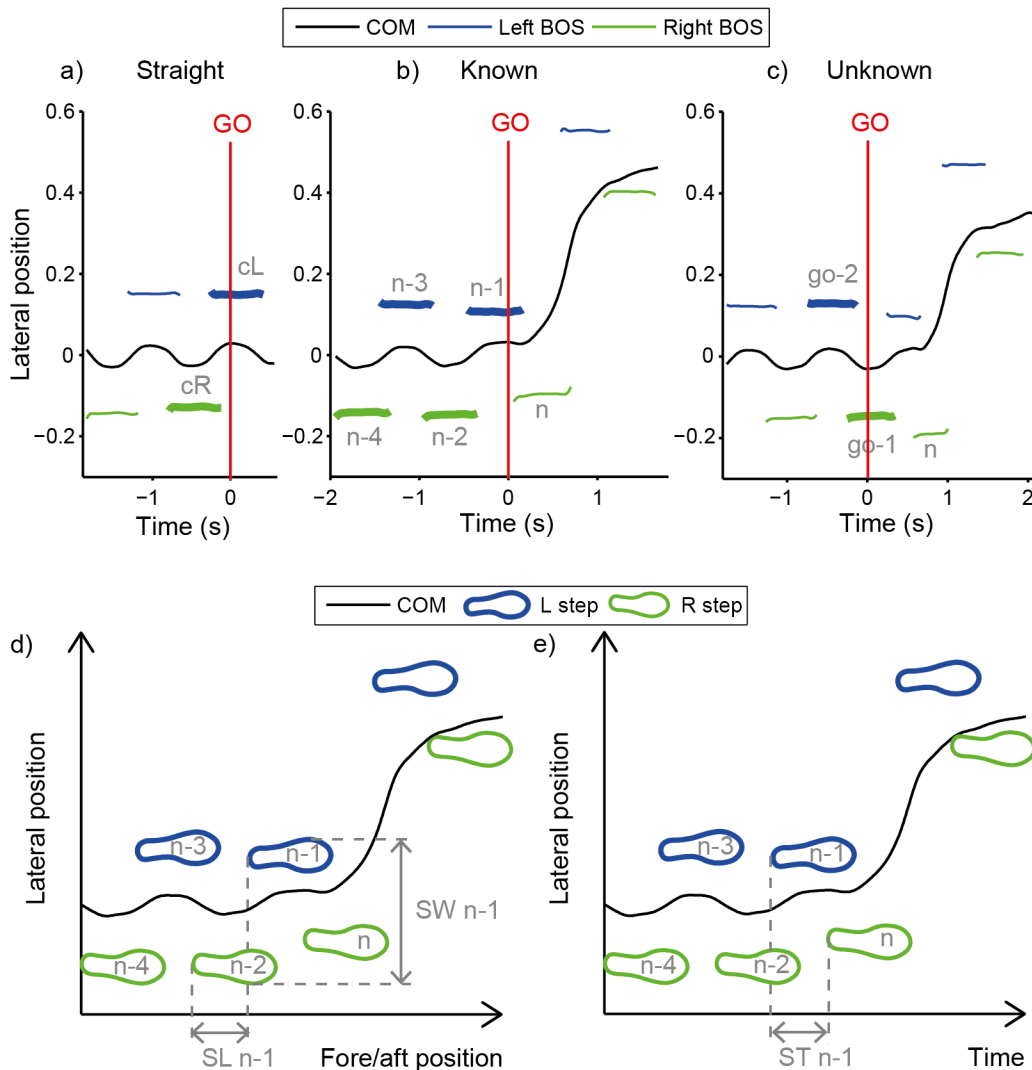 COM Left BOS Right BOS
a) Straight b) Known c) Unknown
0.6
0.4
0.2
0
−0.2
Lateral position
GO
cL
cR
−1 0
Time (s)
0.6
0.4
0.2
0
−0.2
GO
n-3 n-1
n-4 n-2 n
−2 −1 0 1
Time (s)
0.6
0.4
0.2
0
−0.2
GO
go-2
go-1 n
−1 0 1 2
Time (s)
COM L step R step
d)
Lateral position
n-3 n-1
SW n-1
n-4 n-2 n
SL n-1
Fore/aft position
e)
Lateral position
n-3 n-1
n-4 n-2 n
ST n-1
Time